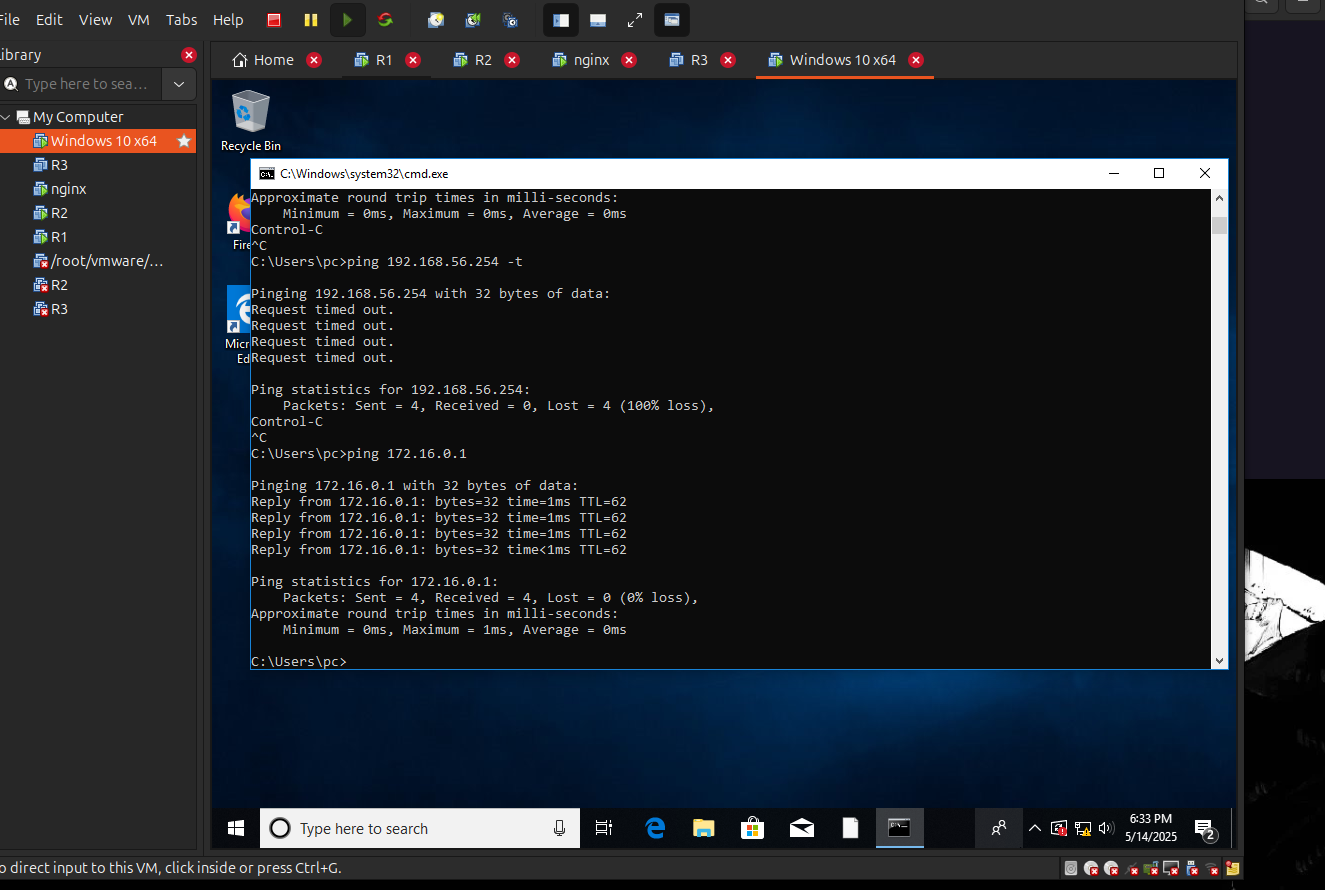 File Edit View VM Tabs Help
Library
Type here to sea...
My Computer
Windows 10 x64
R3
nginx
R2
R1
/root/vmware/...
R2
R3
Home R1 R2 nginx R3 Windows 10 x64
Recycle Bin
Fire
Micr
Ed
C:\Windows\system32\cmd.exe
Approximate round trip times in milli-seconds:
Minimum = 0ms, Maximum = 0ms, Average = 0ms
Control-C
^C
C:\Users\pc>ping 192.168.56.254 -t
Pinging 192.168.56.254 with 32 bytes of data:
Request timed out.
Request timed out.
Request timed out.
Request timed out.
Ping statistics for 192.168.56.254:
Packets: Sent = 4, Received = 0, Lost = 4 (100% loss),
Control-C
^C
C:\Users\pc>ping 172.16.0.1
Pinging 172.16.0.1 with 32 bytes of data:
Reply from 172.16.0.1: bytes=32 time=1ms TTL=62
Reply from 172.16.0.1: bytes=32 time=1ms TTL=62
Reply from 172.16.0.1: bytes=32 time=1ms TTL=62
Reply from 172.16.0.1: bytes=32 time<1ms TTL=62
Ping statistics for 172.16.0.1:
Packets: Sent = 4, Received = 4, Lost = 0 (0% loss),
Approximate round trip times in milli-seconds:
Minimum = 0ms, Maximum = 1ms, Average = 0ms
C:\Users\pc>
Type here to search
6:33 PM
5/14/2025
2
o direct input to this VM, click inside or press Ctrl+G.